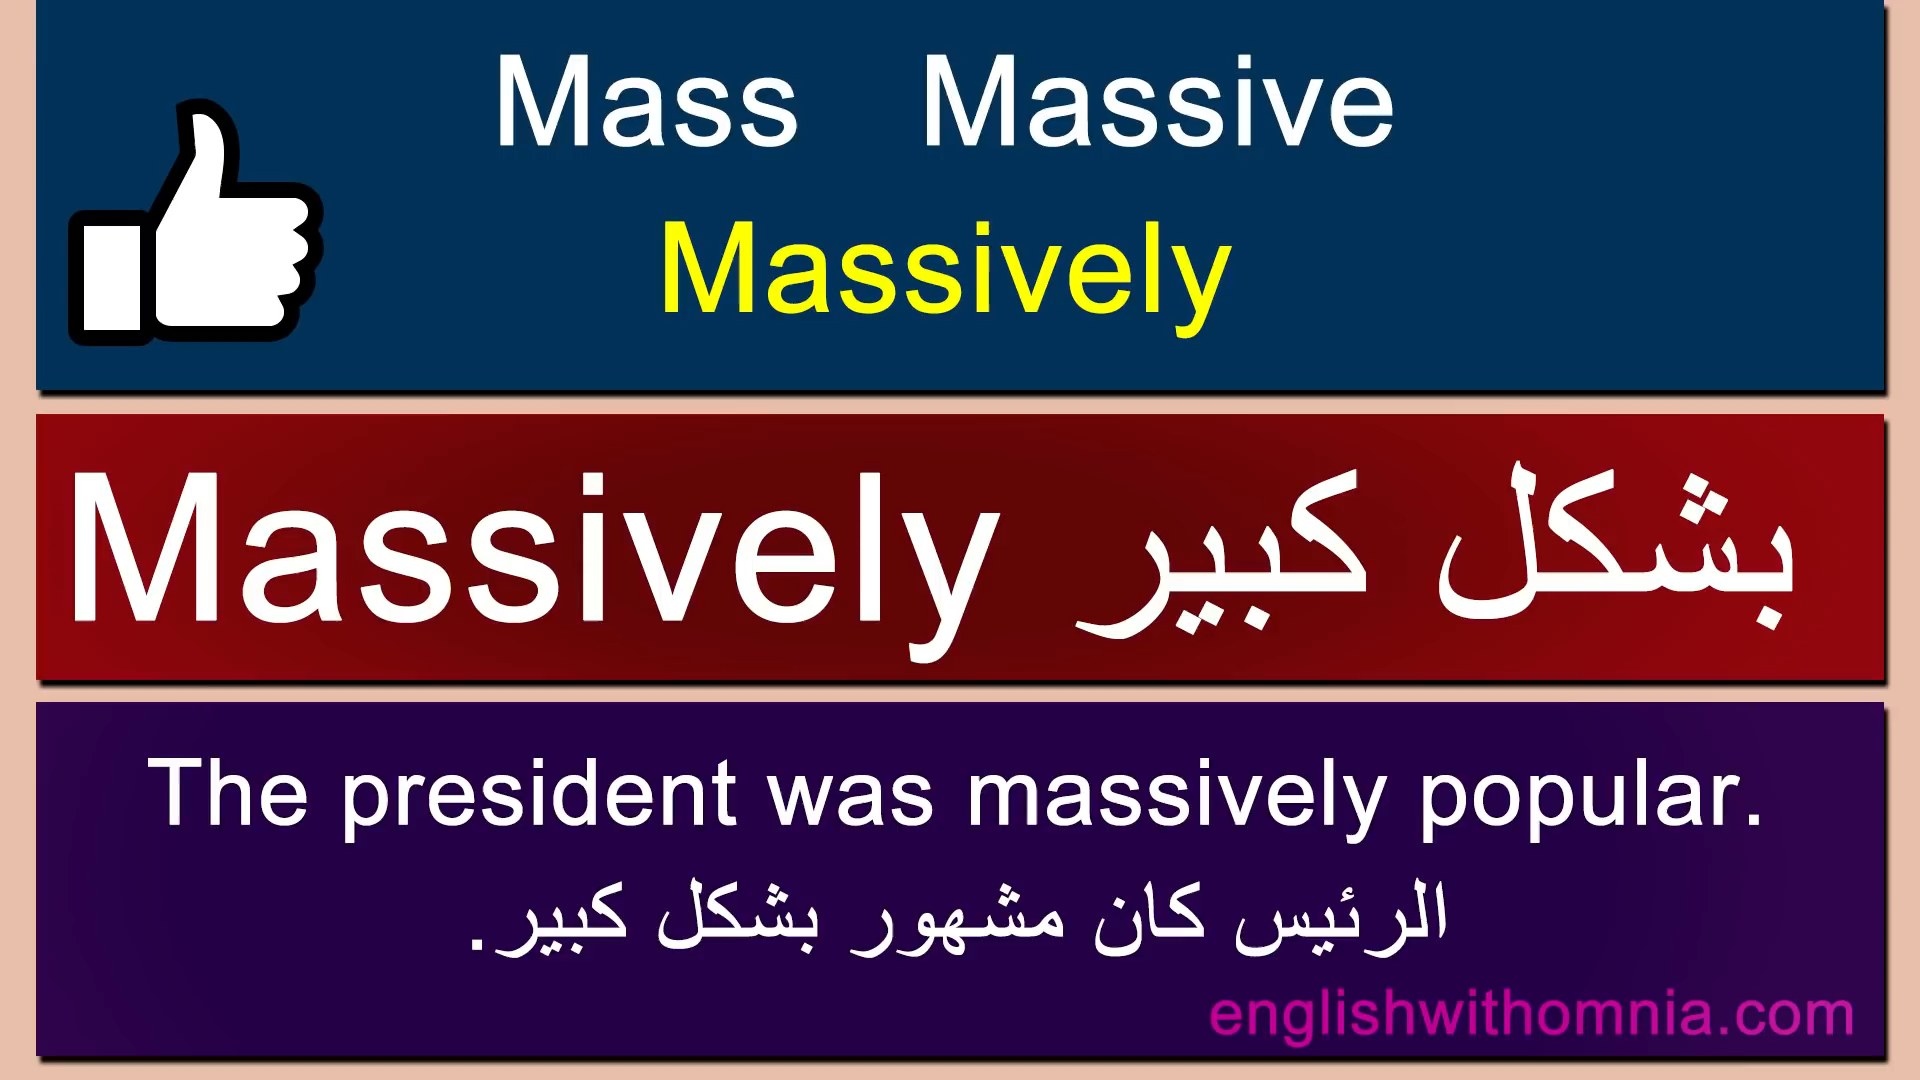 Mass Massive
Massively
Massively بشكل كبير
The president was massively popular.
الرئيس كان مشهور بشكل كبير.
englishwithomnia.com